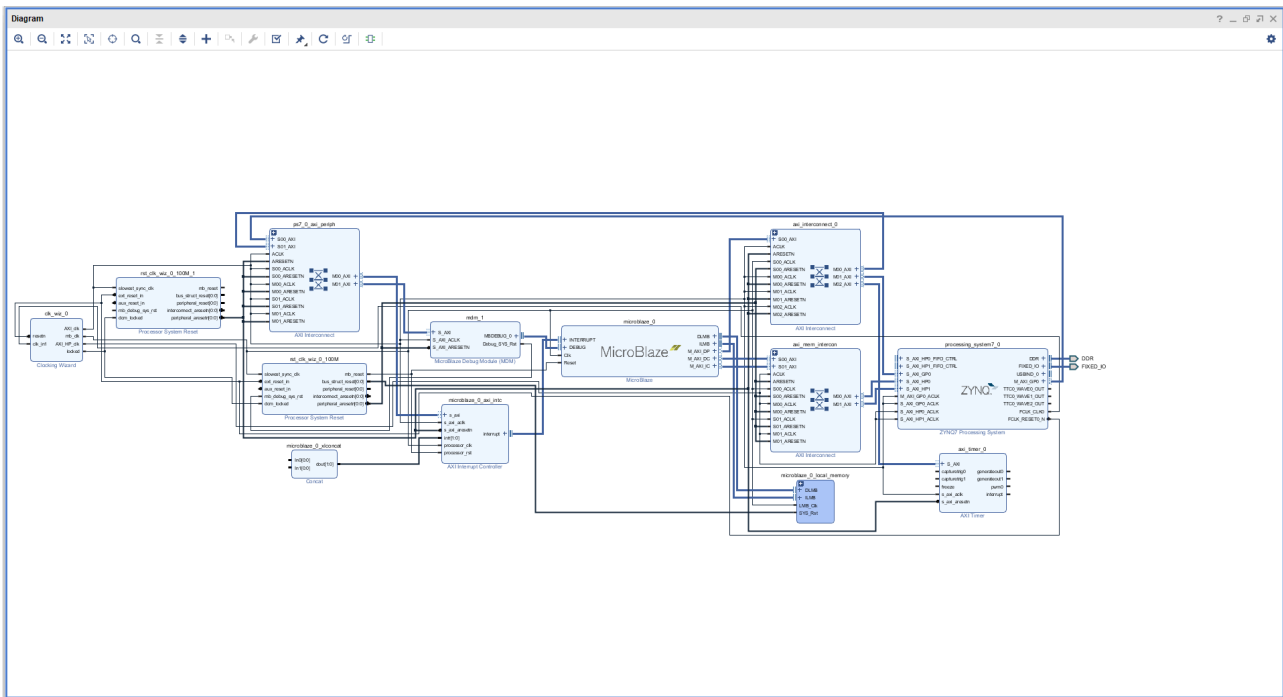 Diagram
ps7_0_axi_periph
S00_AXI
S01_AXI
ACLK
ARESETN
S00_ACLK
S00_ARESETN
M00_ACLK
M00_ARESETN
S01_ACLK
S01_ARESETN
M01_ACLK
M01_ARESETN
M00_AXI
M01_AXI
AXI Interconnect
rst_clk_wiz_0_100M_1
slowest_sync_clk
ext_reset_in
aux_reset_in
mb_debug_sys_rst
dcm_locked
mb_reset
bus_struct_reset[0:0]
peripheral_reset[0:0]
interconnect_aresetn[0:0]
peripheral_aresetn[0:0]
Processor System Reset
clk_wiz_0
resetn
clk_in1
AXI_clk
mb_clk
AXI_HP_clk
locked
Clocking Wizard
rst_clk_wiz_0_100M
slowest_sync_clk
ext_reset_in
aux_reset_in
mb_debug_sys_rst
dcm_locked
mb_reset
bus_struct_reset[0:0]
peripheral_reset[0:0]
interconnect_aresetn[0:0]
peripheral_aresetn[0:0]
Processor System Reset
microblaze_0_xlconcat
In0[0:0]
In1[0:0]
dout[1:0]
Concat
mdm_1
S_AXI
S_AXI_ACLK
S_AXI_ARESETN
MBDEBUG_0
Debug_SYS_Rst
MicroBlaze Debug Module (MDM)
microblaze_0_axi_intc
s_axi
s_axi_aclk
s_axi_aresetn
intr[1:0]
processor_clk
processor_rst
interrupt
AXI Interrupt Controller
microblaze_0
INTERRUPT
DEBUG
Clk
Reset
MicroBlaze
DLMB
ILMB
M_AXI_DP
M_AXI_DC
M_AXI_IC
MicroBlaze
axi_interconnect_0
S00_AXI
ACLK
ARESETN
S00_ACLK
S00_ARESETN
M00_ACLK
M00_ARESETN
M01_ACLK
M01_ARESETN
M02_ACLK
M02_ARESETN
M00_AXI
M01_AXI
M02_AXI
AXI Interconnect
axi_mem_intercon
S00_AXI
S01_AXI
ACLK
ARESETN
S00_ACLK
S00_ARESETN
M00_ACLK
M00_ARESETN
S01_ACLK
S01_ARESETN
M01_ACLK
M01_ARESETN
M00_AXI
M01_AXI
AXI Interconnect
microblaze_0_local_memory
DLMB
ILMB
LMB_Clk
SYS_Rst
processing_system7_0
S_AXI_HP0_FIFO_CTRL
S_AXI_HP1_FIFO_CTRL
S_AXI_GP0
S_AXI_HP0
S_AXI_HP1
M_AXI_GP0_ACLK
S_AXI_GP0_ACLK
S_AXI_HP0_ACLK
S_AXI_HP1_ACLK
ZYNQ
DDR
FIXED_IO
USBIND_0
M_AXI_GP0
TTC0_WAVE0_OUT
TTC0_WAVE1_OUT
TTC0_WAVE2_OUT
FCLK_CLK0
FCLK_RESET0_N
ZYNQ7 Processing System
DDR
FIXED_IO
axi_timer_0
S_AXI
capturetrig0
capturetrig1
freeze
s_axi_aclk
s_axi_aresetn
generateout0
generateout1
pwm0
interrupt
AXI Timer